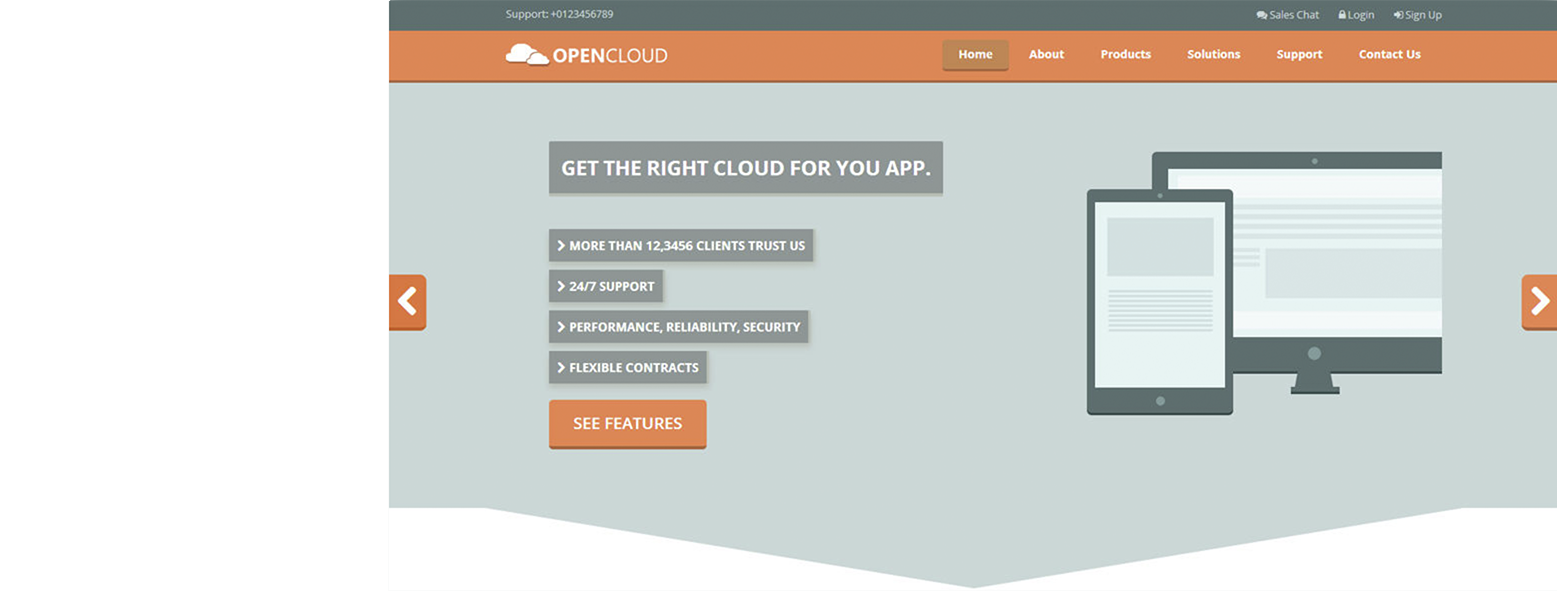 Support: +0123456789 Sales Chat Login Sign Up
OPENCLOUD Home About Products Solutions Support Contact Us
GET THE RIGHT CLOUD FOR YOU APP.
MORE THAN 12,3456 CLIENTS TRUST US
24/7 SUPPORT
PERFORMANCE, RELIABILITY, SECURITY
FLEXIBLE CONTRACTS
SEE FEATURES